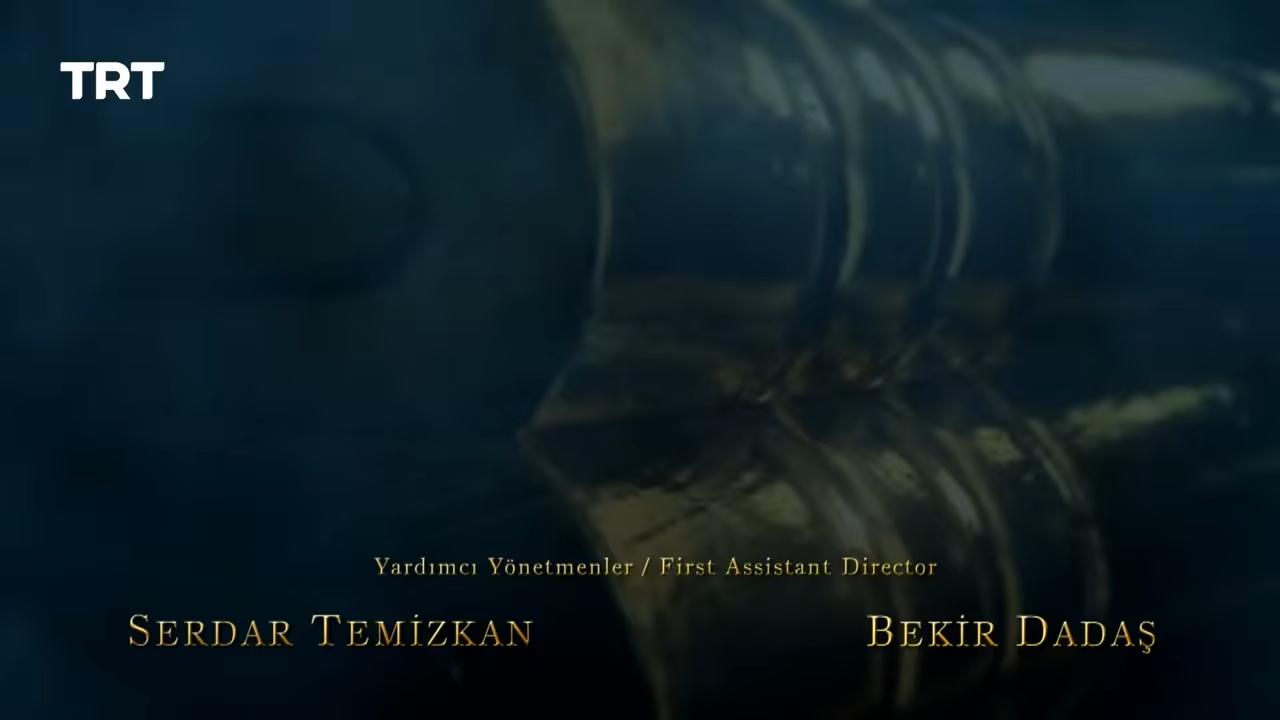 TRT
Yardımcı Yönetmenler / First Assistant Director
SERDAR TEMİZKAN BEKİR DADAŞ